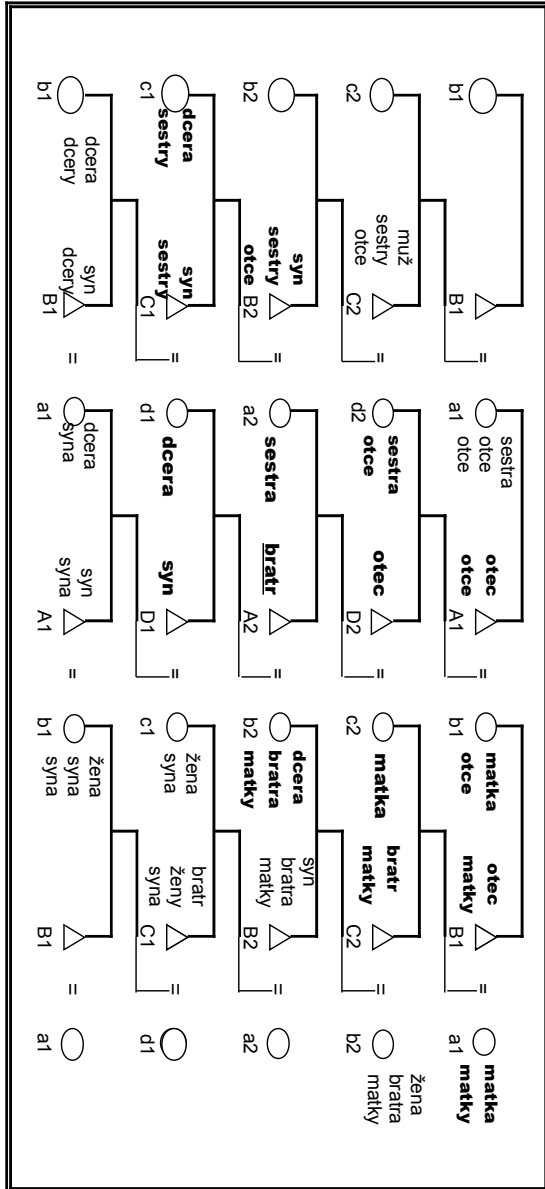 b1
B1
=
sestra
otce
otce
a1
otec
otce
A1
=
matka
otce
b1
otec
matky
B1
=
matka
matky
a1
c2
muž
sestry
otce
C2
=
sestra
otce
d2
otec
D2
=
matka
c2
bratr
matky
C2
=
žena
bratra
matky
b2
b2
syn
sestry
otce
B2
=
sestra
a2
bratr
A2
=
dcera
bratra
matky
b2
syn
bratra
matky
B2
=
a2
dcera
sestry
c1
syn
sestry
C1
=
dcera
d1
syn
D1
=
žena
syna
c1
bratr
ženy
syna
C1
=
d1
dcera
dcery
b1
syn
dcery
B1
=
dcera
syna
a1
syn
syna
A1
=
žena
syna
syna
b1
B1
=
a1